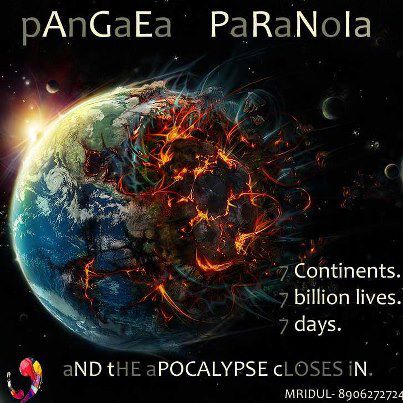 pAnGaEa PaRaNoIa
7 Continents.
7 billion lives.
7 days.
aND tHE aPOCALYPSE cLOSES iN.
MRIDUL- 8906272724